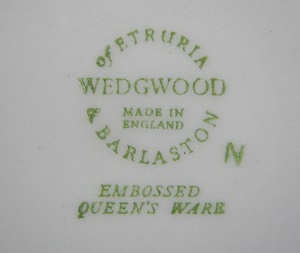 of ETRURIA
WEDGWOOD
MADE IN
ENGLAND
& BARLASTON
N
EMBOSSED
QUEEN'S WARE